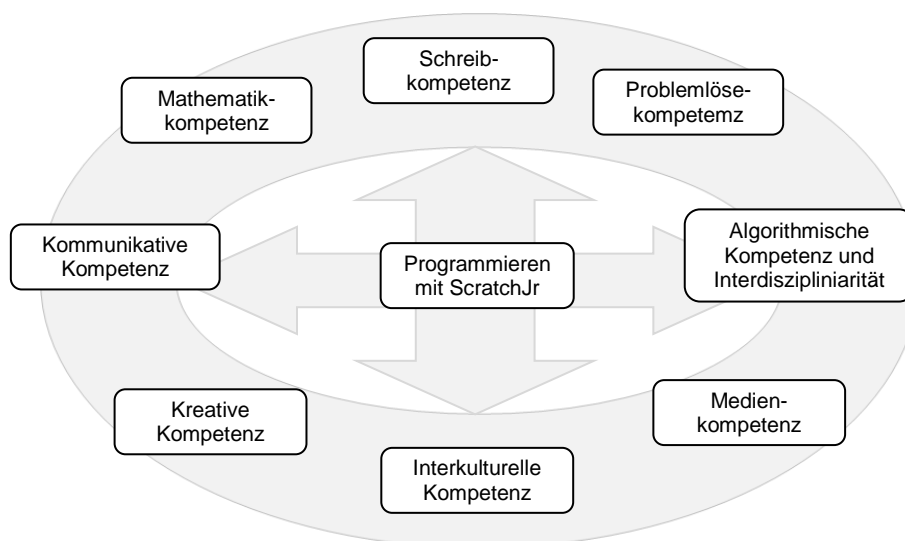 Schreib-
kompetenz
Mathematik-
kompetenz
Problemlöse-
kompetemz
Kommunikative
Kompetenz
Programmieren
mit ScratchJr
Algorithmische
Kompetenz und
Interdiszipliniarität
Kreative
Kompetenz
Medien-
kompetenz
Interkulturelle
Kompetenz